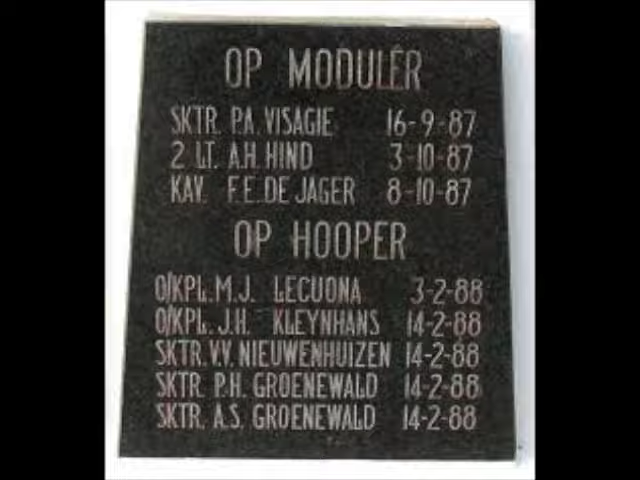 OP MODULÊR
SKTR. P.A. VISAGIE 16-9-87
2 LT. A.H. HIND 3-10-87
KAV. F.E. DE JAGER 8-10-87
OP HOOPER
O/KPL. M.J. LECUONA 3-2-88
O/KPL. J.H. KLEYNHANS 14-2-88
SKTR. V.V. NIEUWENHUIZEN 14-2-88
SKTR. P.H. GROENEWALD 14-2-88
SKTR. A.S. GROENEWALD 14-2-88